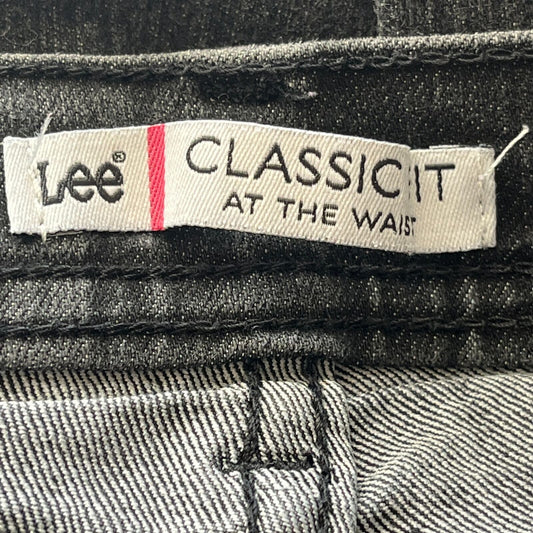 Lee® CLASSIC IT
AT THE WAIST